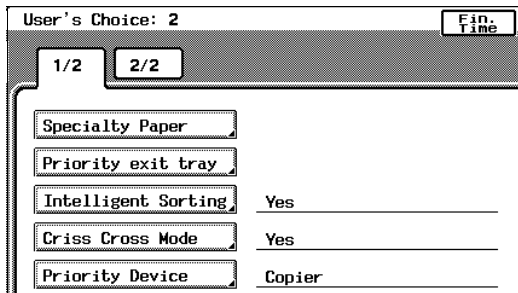 User's Choice: 2
Fin.
Time
1/2 2/2
Specialty Paper
Priority exit tray
Intelligent Sorting Yes
Criss Cross Mode Yes
Priority Device Copier